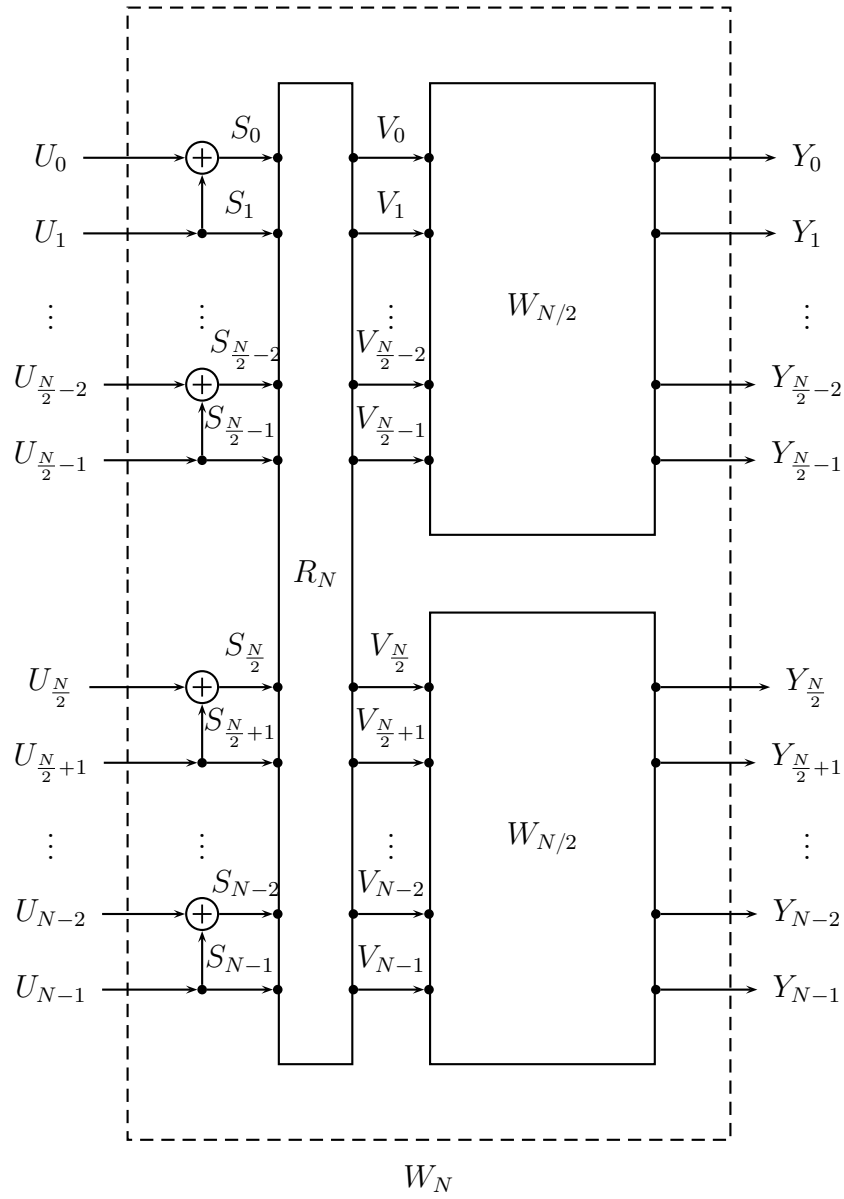 U_0 S_0 V_0 Y_0
U_1 S_1 V_1 Y_1
⋮ ⋮ ⋮ W_{N/2} ⋮
U_{\frac{N}{2}-2} S_{\frac{N}{2}-2} V_{\frac{N}{2}-2} Y_{\frac{N}{2}-2}
U_{\frac{N}{2}-1} S_{\frac{N}{2}-1} V_{\frac{N}{2}-1} Y_{\frac{N}{2}-1}
R_N
U_{\frac{N}{2}} S_{\frac{N}{2}} V_{\frac{N}{2}} Y_{\frac{N}{2}}
U_{\frac{N}{2}+1} S_{\frac{N}{2}+1} V_{\frac{N}{2}+1} Y_{\frac{N}{2}+1}
⋮ ⋮ ⋮ W_{N/2} ⋮
U_{N-2} S_{N-2} V_{N-2} Y_{N-2}
U_{N-1} S_{N-1} V_{N-1} Y_{N-1}
W_N